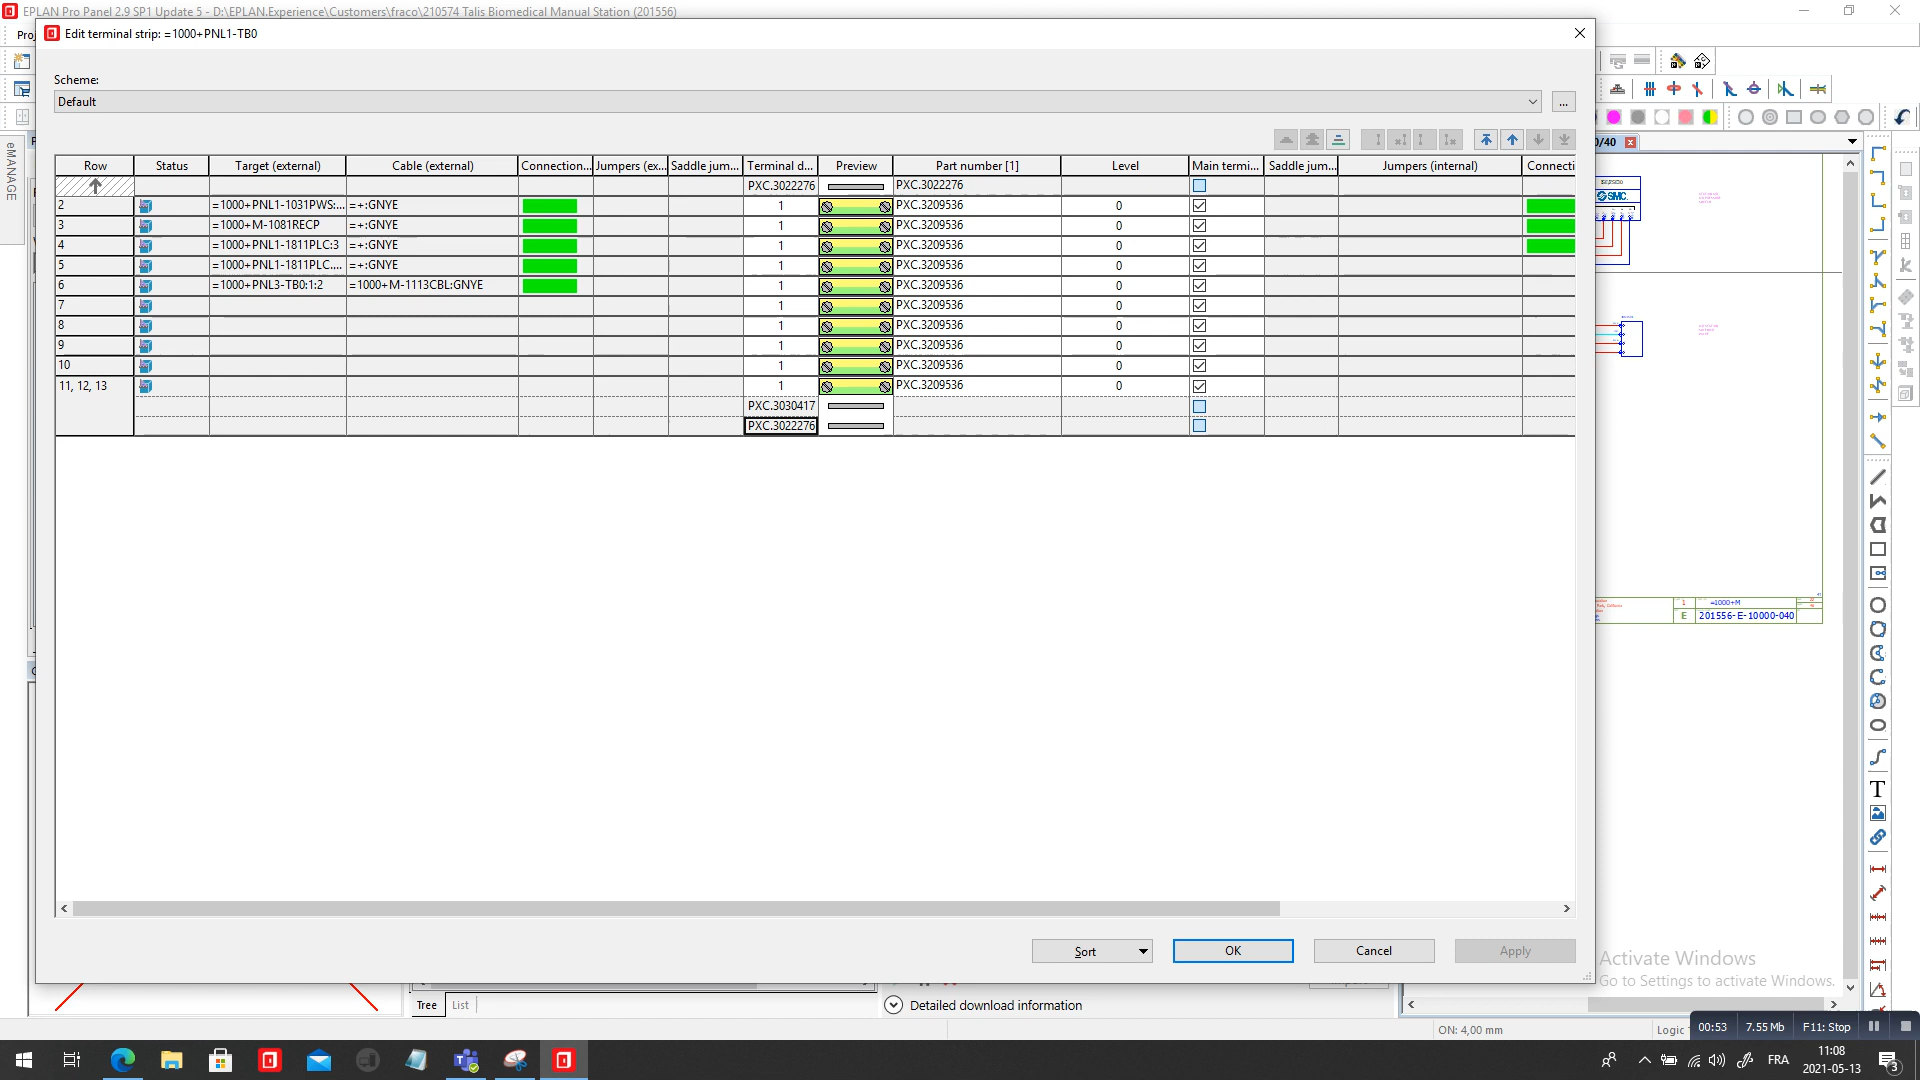 EPLAN Pro Panel 2.9 SP1 Update 5 - D:\EPLAN.Experience\Customers\fraco\210574 Talis Biomedical Manual Station (201556)
Proj
Edit terminal strip: =1000+PNL1-TB0
Scheme:
Default
...
eMANAGE
0/40
Row Status Target (external) Cable (external) Connection... Jumpers (ex... Saddle jum... Terminal d... Preview Part number [1] Level Main termi... Saddle jum... Jumpers (internal) Connecti
PXC.3022276 PXC.3022276
2 =1000+PNL1-1031PWS:... =+:GNYE 1 PXC.3209536 0
3 =1000+M-1081RECP =+:GNYE 1 PXC.3209536 0
4 =1000+PNL1-1811PLC:3 =+:GNYE 1 PXC.3209536 0
5 =1000+PNL1-1811PLC.... =+:GNYE 1 PXC.3209536 0
6 =1000+PNL3-TB0:1:2 =1000+M-1113CBL:GNYE 1 PXC.3209536 0
7 1 PXC.3209536 0
8 1 PXC.3209536 0
9 1 PXC.3209536 0
10 1 PXC.3209536 0
11, 12, 13 1 PXC.3209536 0
PXC.3030417
PXC.3022276
SMC.
1 =1000+M
E 201556-E-10000-040
Sort OK Cancel Apply
Activate Windows
Go to Settings to activate Windows.
Tree List
Detailed download information
ON: 4,00 mm Logic
00:53 7.55 Mb F11: Stop
FRA
11:08
2021-05-13
3